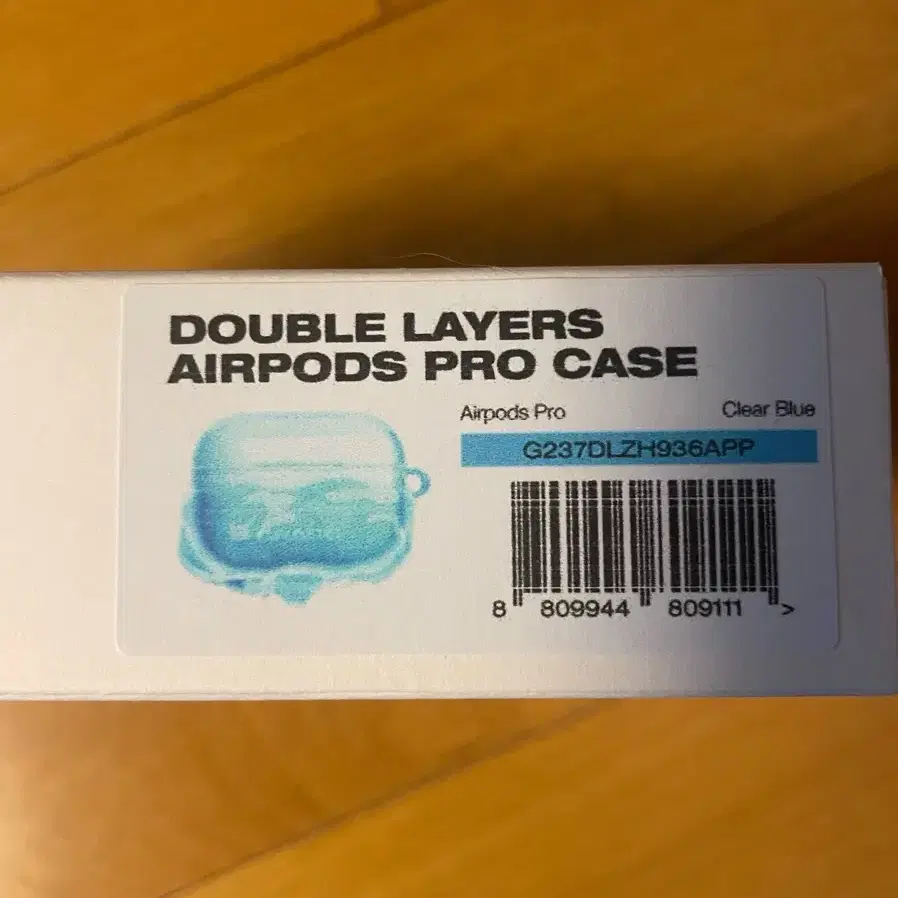 DOUBLE LAYERS
AIRPODS PRO CASE
Airpods Pro
Clear Blue
G237DLZH936APP
8 809944 809111 >